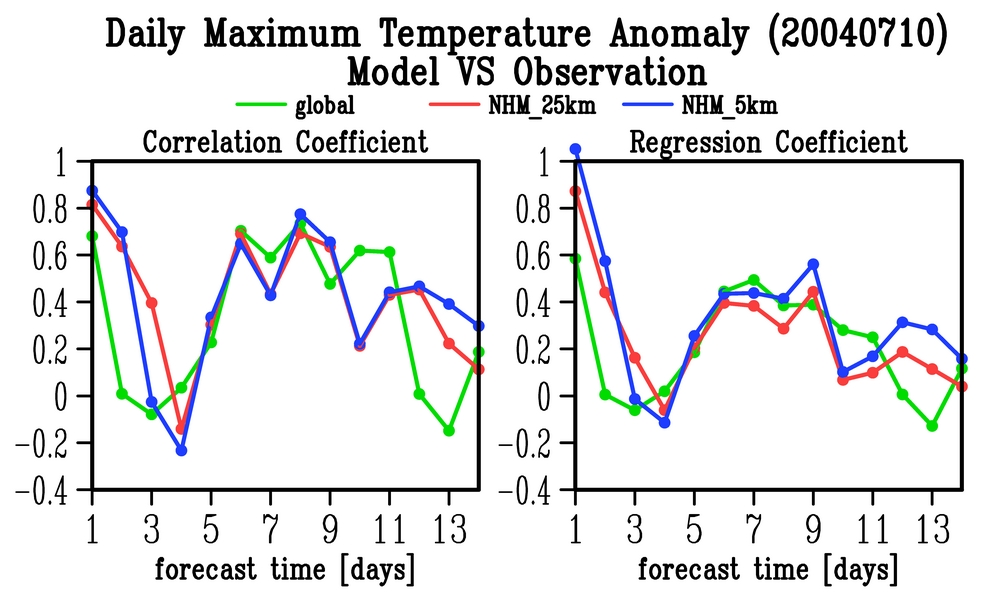 Daily Maximum Temperature Anomaly (20040710)
Model VS Observation
global NHM_25km NHM_5km
Correlation Coefficient
1
0.8
0.6
0.4
0.2
0
−0.2
−0.4
1 3 5 7 9 11 13
forecast time [days]
Regression Coefficient
1
0.8
0.6
0.4
0.2
0
−0.2
−0.4
1 3 5 7 9 11 13
forecast time [days]